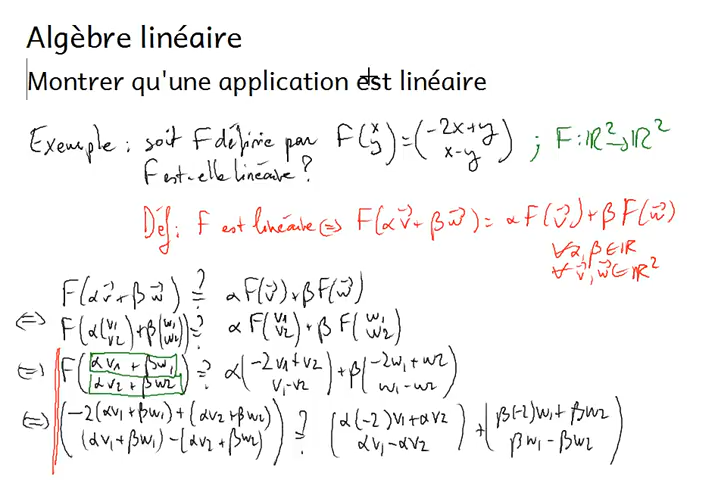 Algèbre linéaire
Montrer qu'une application est linéaire
Exemple : soit F définie par F(x y) = (-2x+y x-y) ; F: ℝ² → ℝ²
F est-elle linéaire ?
Déf: F est linéaire ⇔ F(αv⃗ + βw⃗) = αF(v⃗) + βF(w⃗)
∀α, β ∈ ℝ
∀v⃗, w⃗ ∈ ℝ²
F(αv⃗ + βw⃗) ?= αF(v⃗) + βF(w⃗)
⇔ F(α(v1 v2) + β(w1 w2)) ?= αF(v1 v2) + βF(w1 w2)
⇔ F(αv1 + βw1 αv2 + βw2) ?= α(-2v1+v2 v1-v2) + β(-2w1+w2 w1-w2)
⇔ (-2(αv1+βw1)+(αv2+βw2) (αv1+βw1)-(αv2+βw2)) ?= (α(-2)v1+αv2 αv1-αv2) + (β(-2)w1+βw2 βw1-βw2)